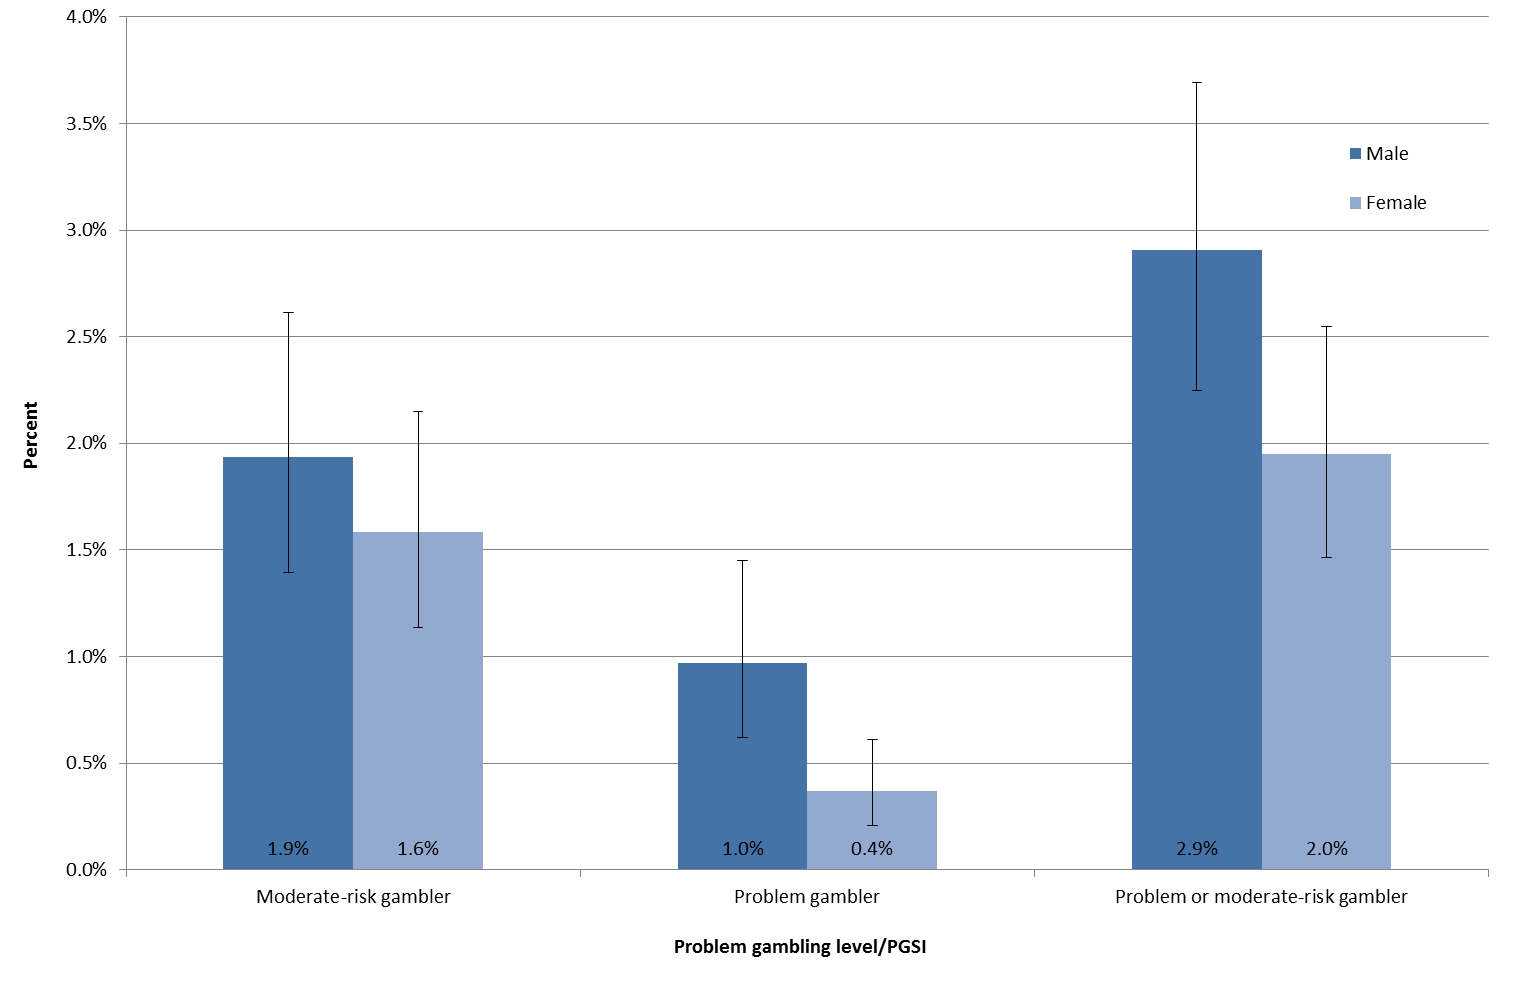 4.0%
3.5%
3.0%
2.5%
2.0%
1.5%
1.0%
0.5%
0.0%
Percent
Male
Female
1.9% 1.6% 1.0% 0.4% 2.9% 2.0%
Moderate-risk gambler Problem gambler Problem or moderate-risk gambler
Problem gambling level/PGSI